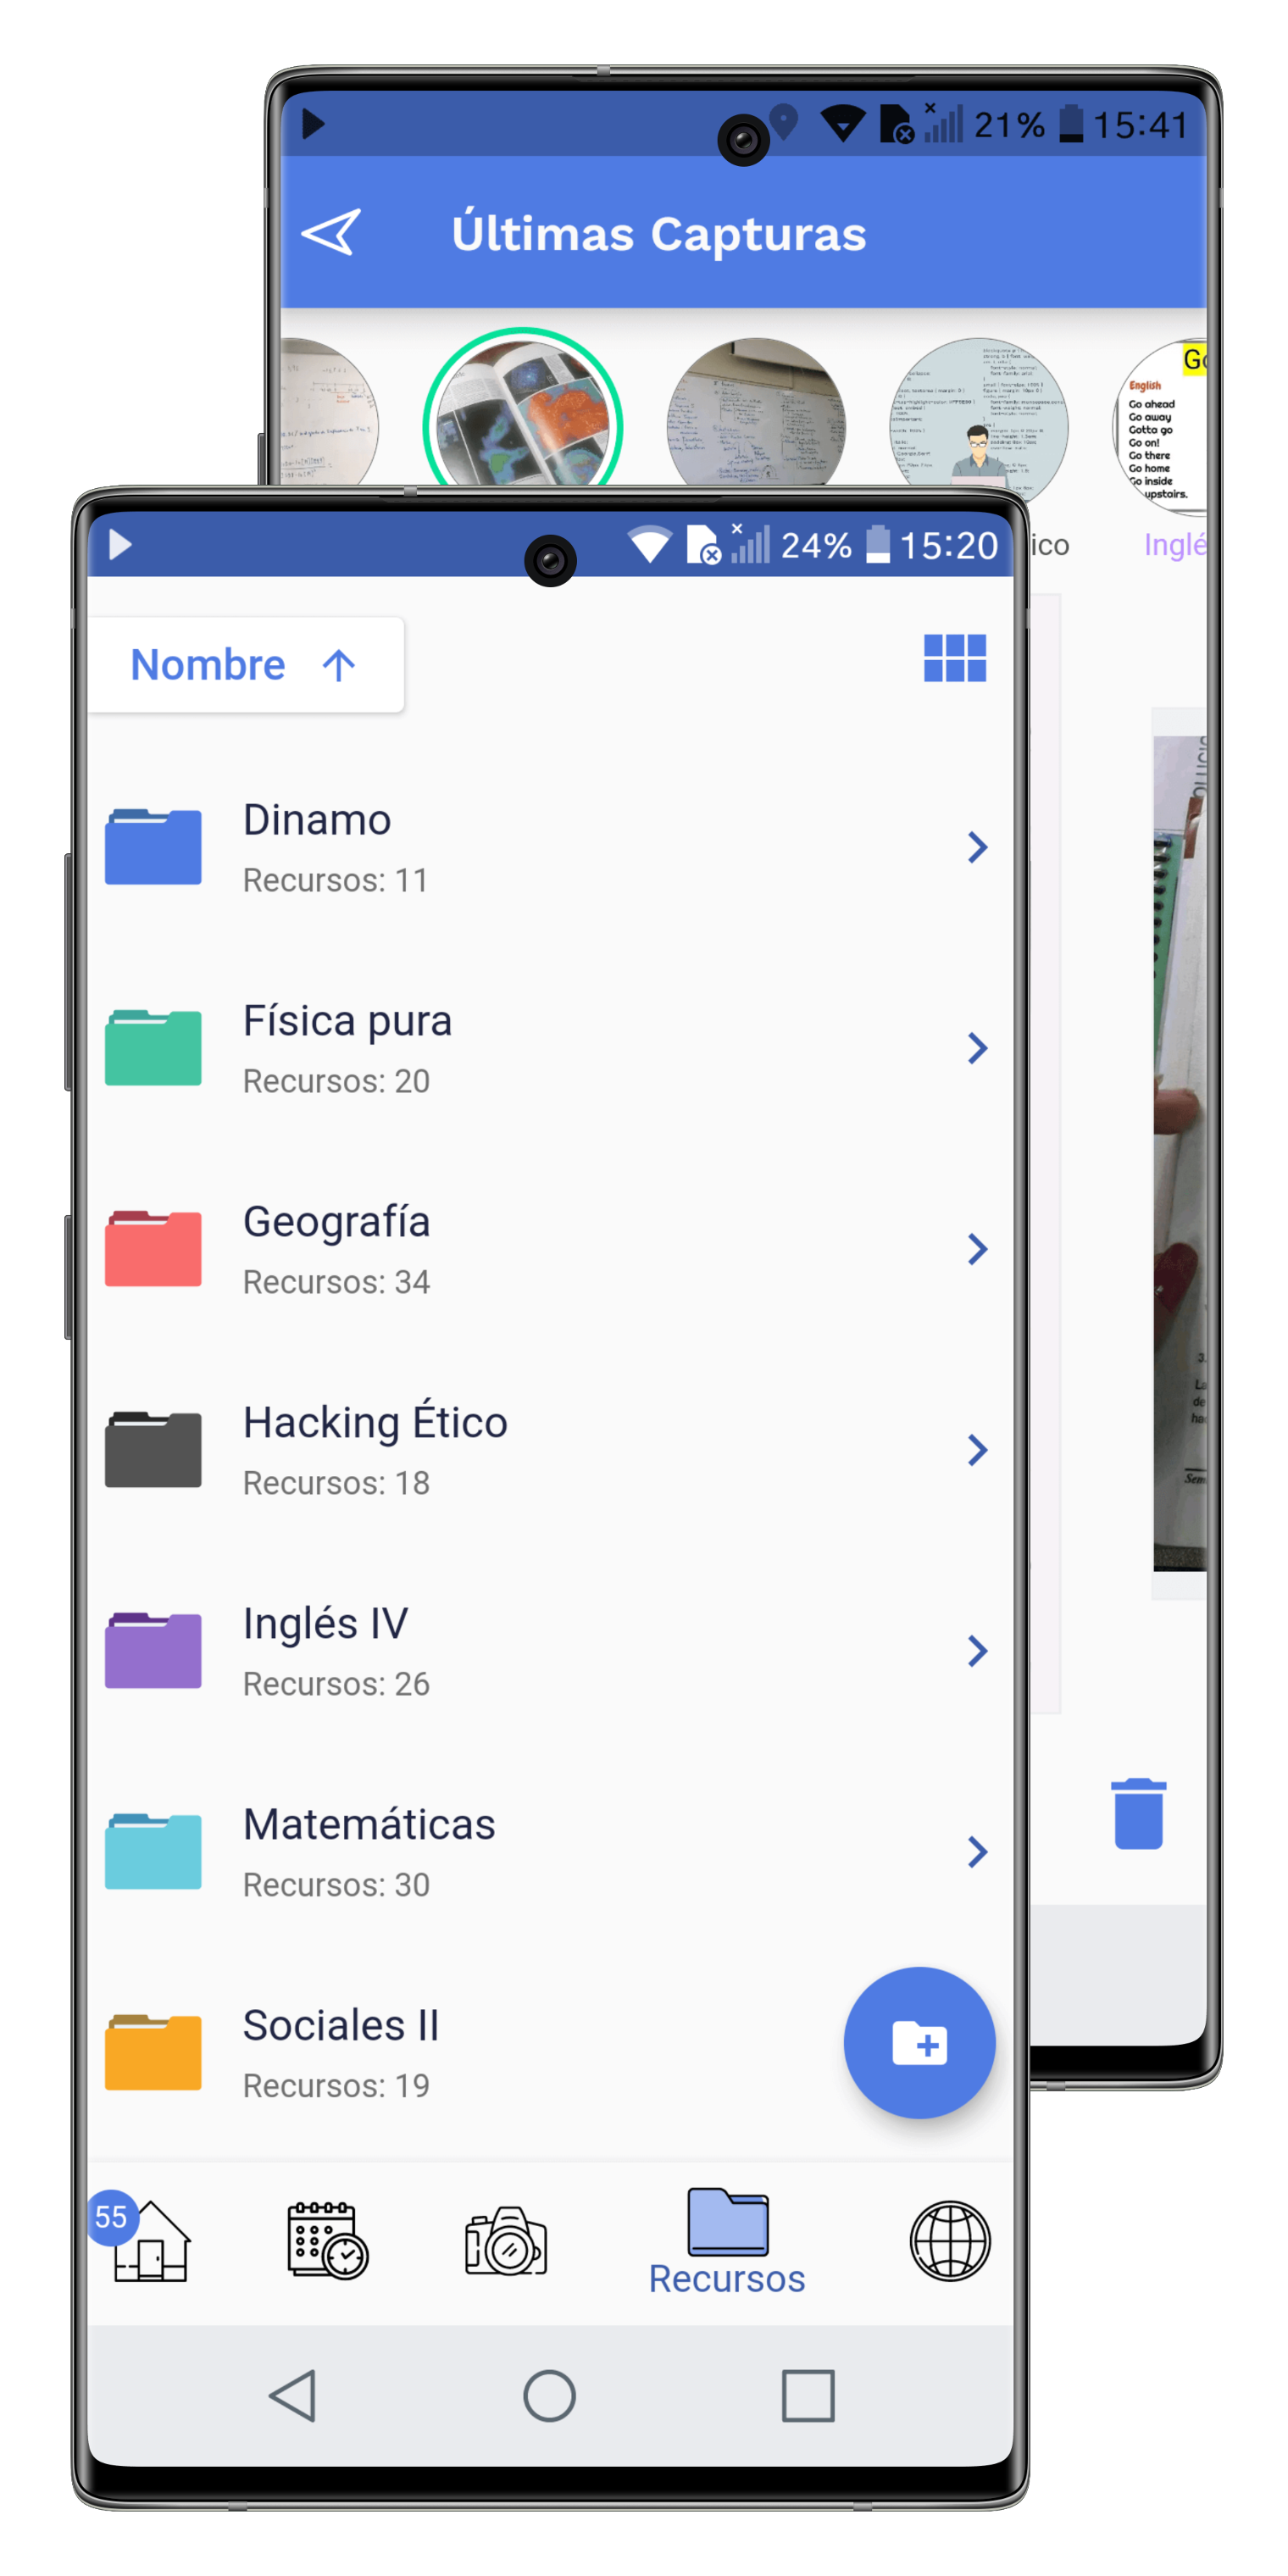 21% 15:41
Últimas Capturas
Go
English
Go ahead
Go away
Gotta go
Go on!
Go there
Go home
Go inside
upstairs.
ico
Inglé
24% 15:20
Nombre
Dinamo
Recursos: 11
Física pura
Recursos: 20
Geografía
Recursos: 34
Hacking Ético
Recursos: 18
Inglés IV
Recursos: 26
Matemáticas
Recursos: 30
Sociales II
Recursos: 19
55
Recursos